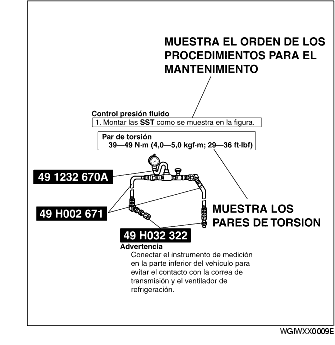 MUESTRA EL ORDEN DE LOS
PROCEDIMIENTOS PARA EL
MANTENIMIENTO
Control presión fluido
1. Montar las SST como se muestra en la figura.
Par de torsión
39—49 N·m (4,0—5,0 kgf·m; 29—36 ft·lbf)
49 1232 670A
49 H002 671
MUESTRA LOS
PARES DE TORSION
49 H032 322
Advertencia
Conectar el instrumento de medición
en la parte inferior del vehículo para
evitar el contacto con la correa de
transmisión y el ventilador de
refrigeración.
WGIWXX0009E